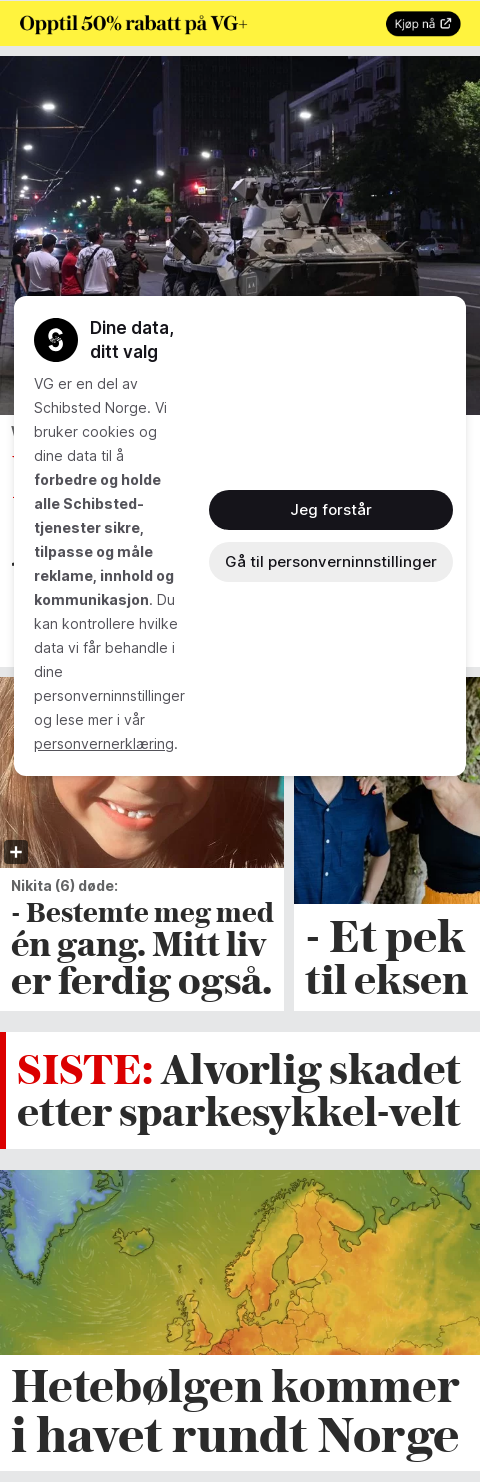 Opptil 50% rabatt på VG+
Kjøp nå
Dine data,
ditt valg
VG er en del av
Schibsted Norge. Vi
bruker cookies og
dine data til å
forbedre og holde
alle Schibsted-
tjenester sikre,
tilpasse og måle
reklame, innhold og
kommunikasjon. Du
kan kontrollere hvilke
data vi får behandle i
dine
personverninnstillinger
og lese mer i vår
personvernerklæring.
Jeg forstår
Gå til personverninnstillinger
Nikita (6) døde:
- Bestemte meg med
én gang. Mitt liv
er ferdig også.
- Et pek
til eksen
SISTE: Alvorlig skadet
etter sparkesykkel-velt
Hetebølgen kommer
i havet rundt Norge